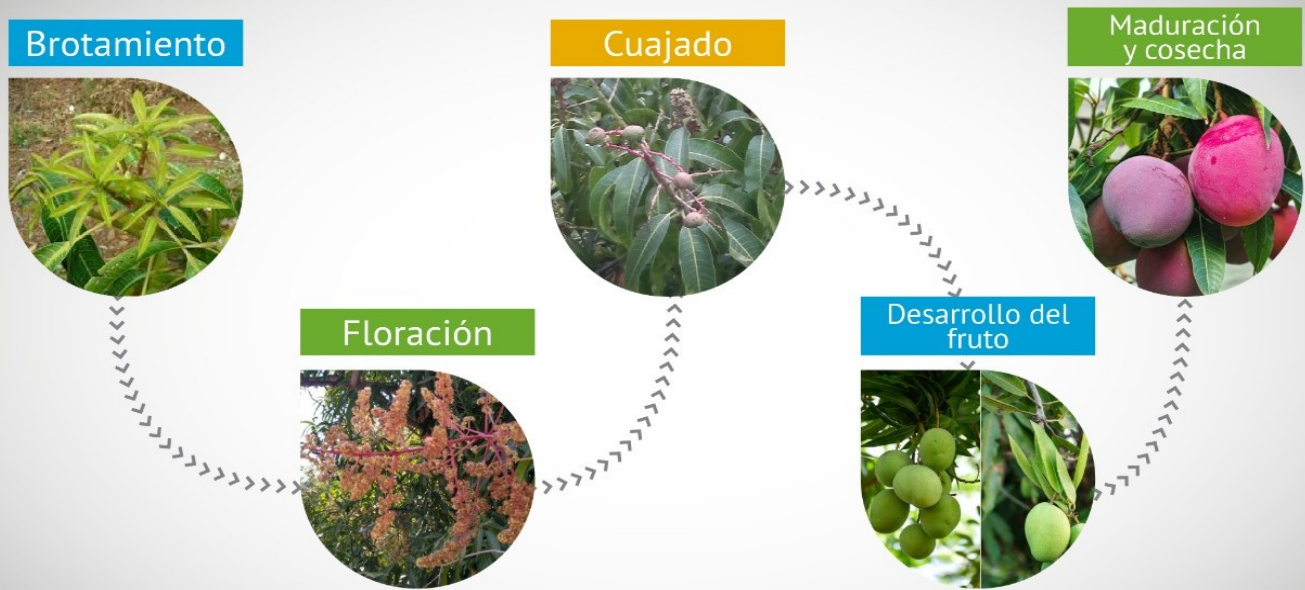 Brotamiento
Floración
Cuajado
Desarrollo del
fruto
Maduración
y cosecha